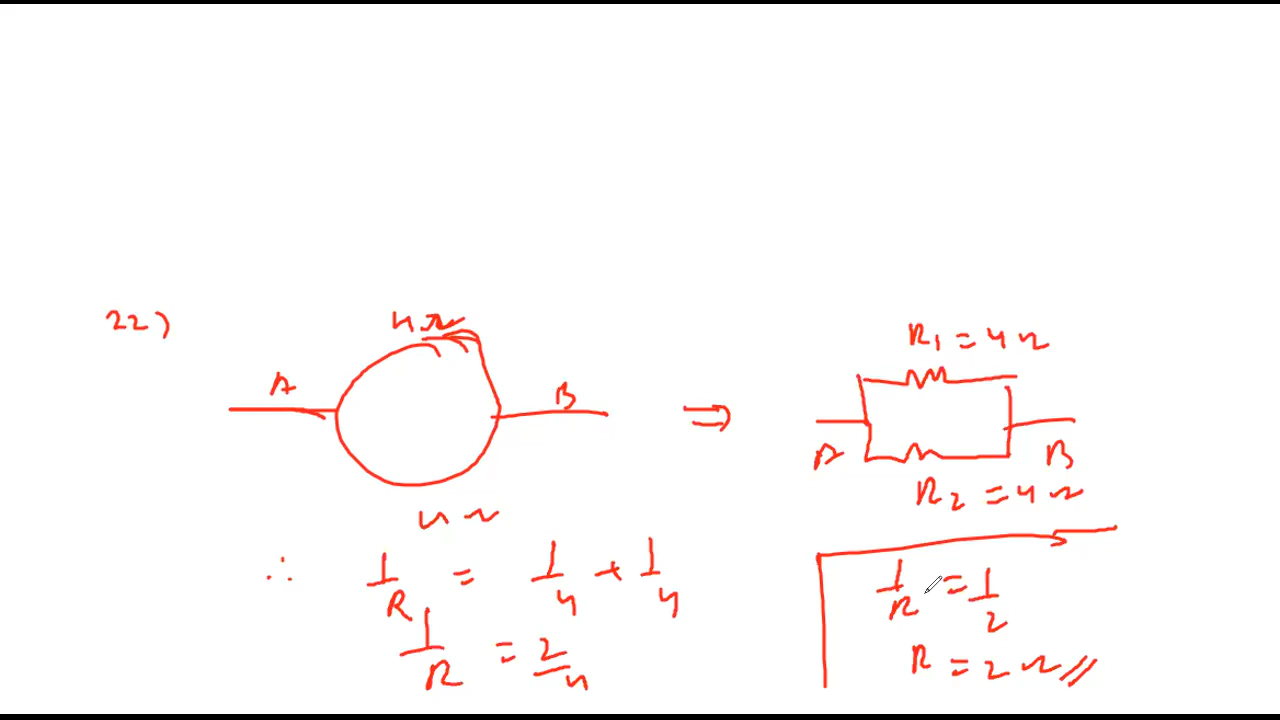 22)
4Ω
A
B
⇒
R1 = 4Ω
A
B
R2 = 4Ω
4Ω
∴ 1/R = 1/4 + 1/4
1/R = 2/4
1/R = 1/2
R = 2Ω //